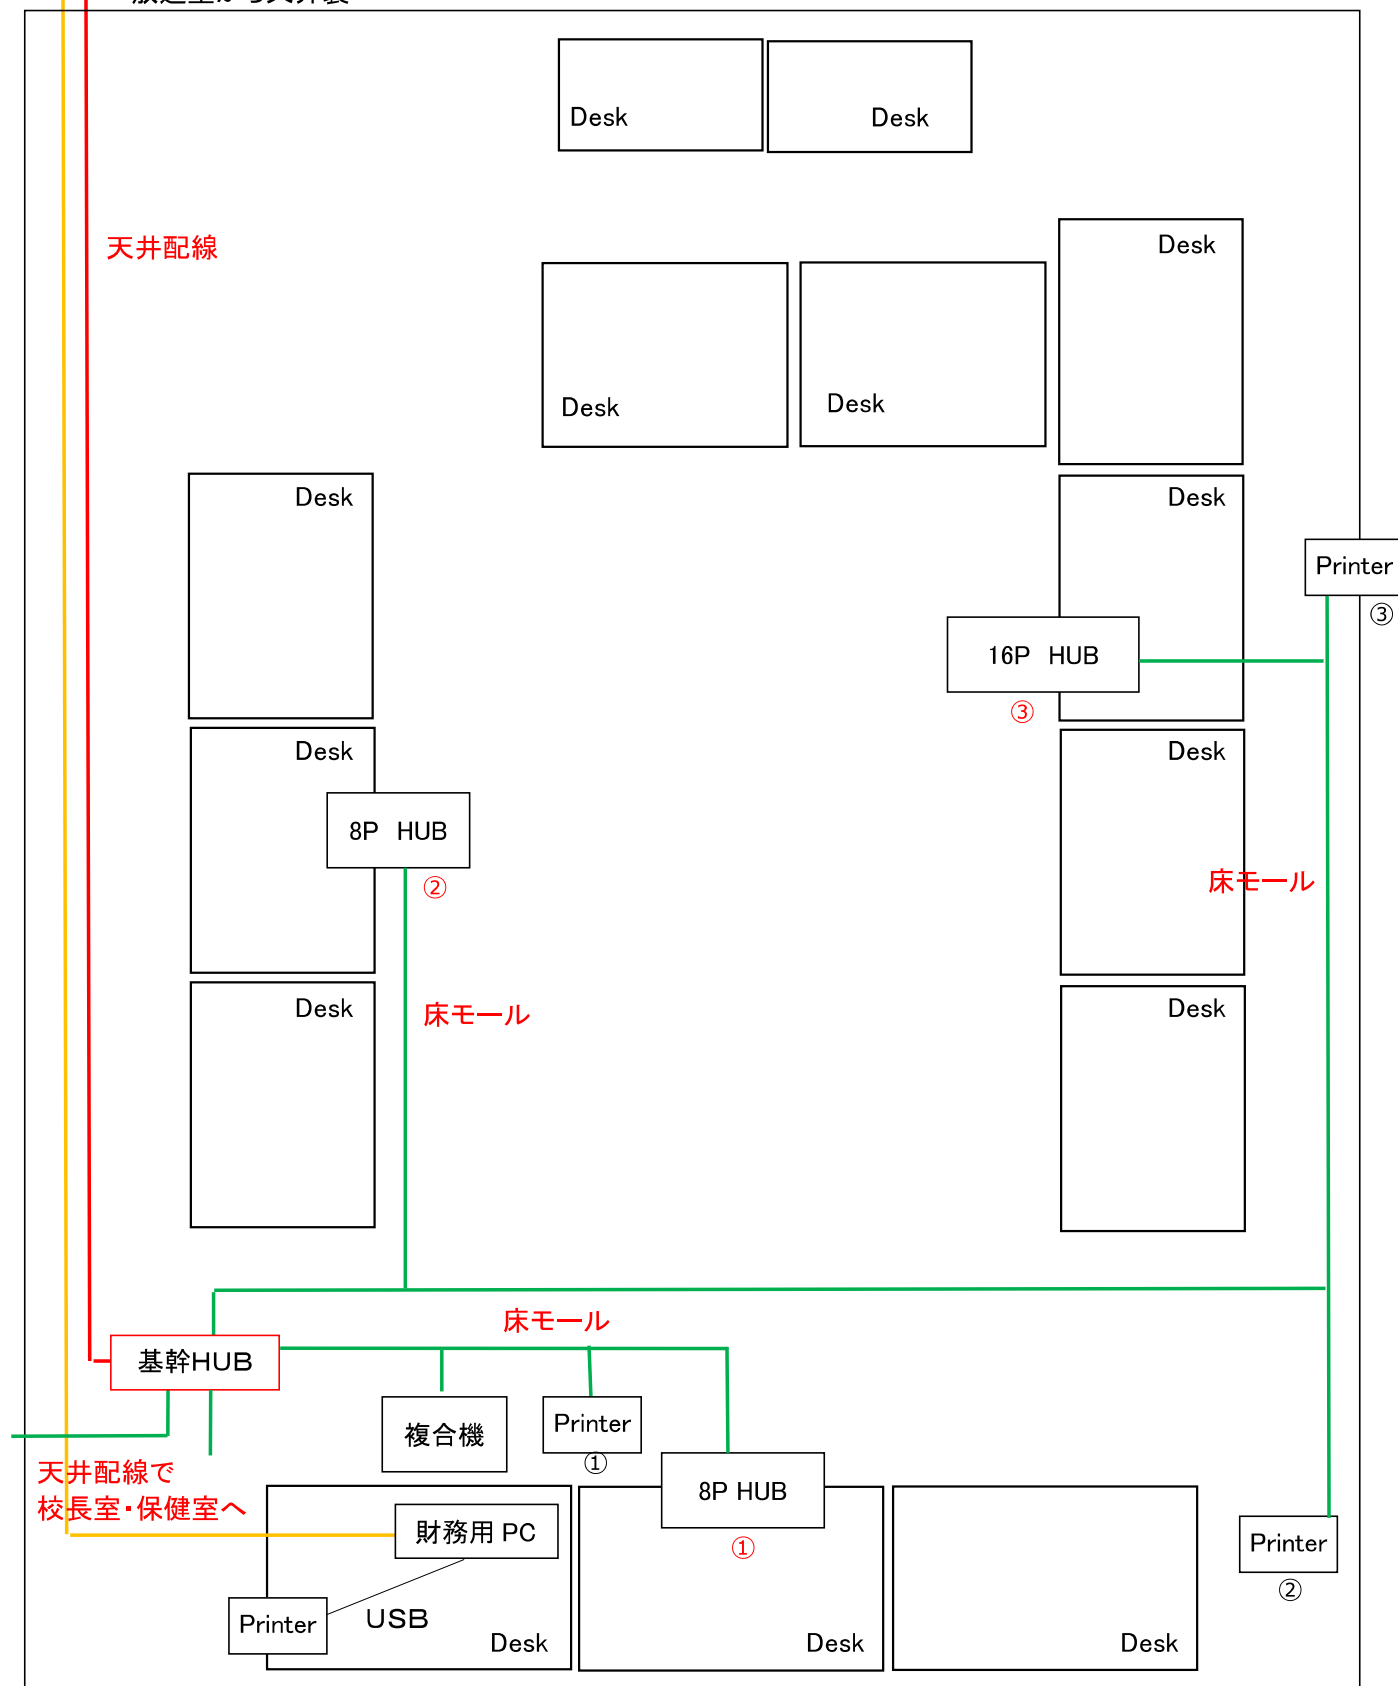 Desk
Desk
天井配線
Desk
Desk
Desk
Desk
Desk
Printer
③
16P HUB
③
Desk
Desk
8P HUB
②
床モール
Desk
Desk
床モール
床モール
基幹HUB
複合機
Printer
①
天井配線で
校長室・保健室へ
8P HUB
①
財務用 PC
Printer
②
Printer
USB
Desk
Desk
Desk